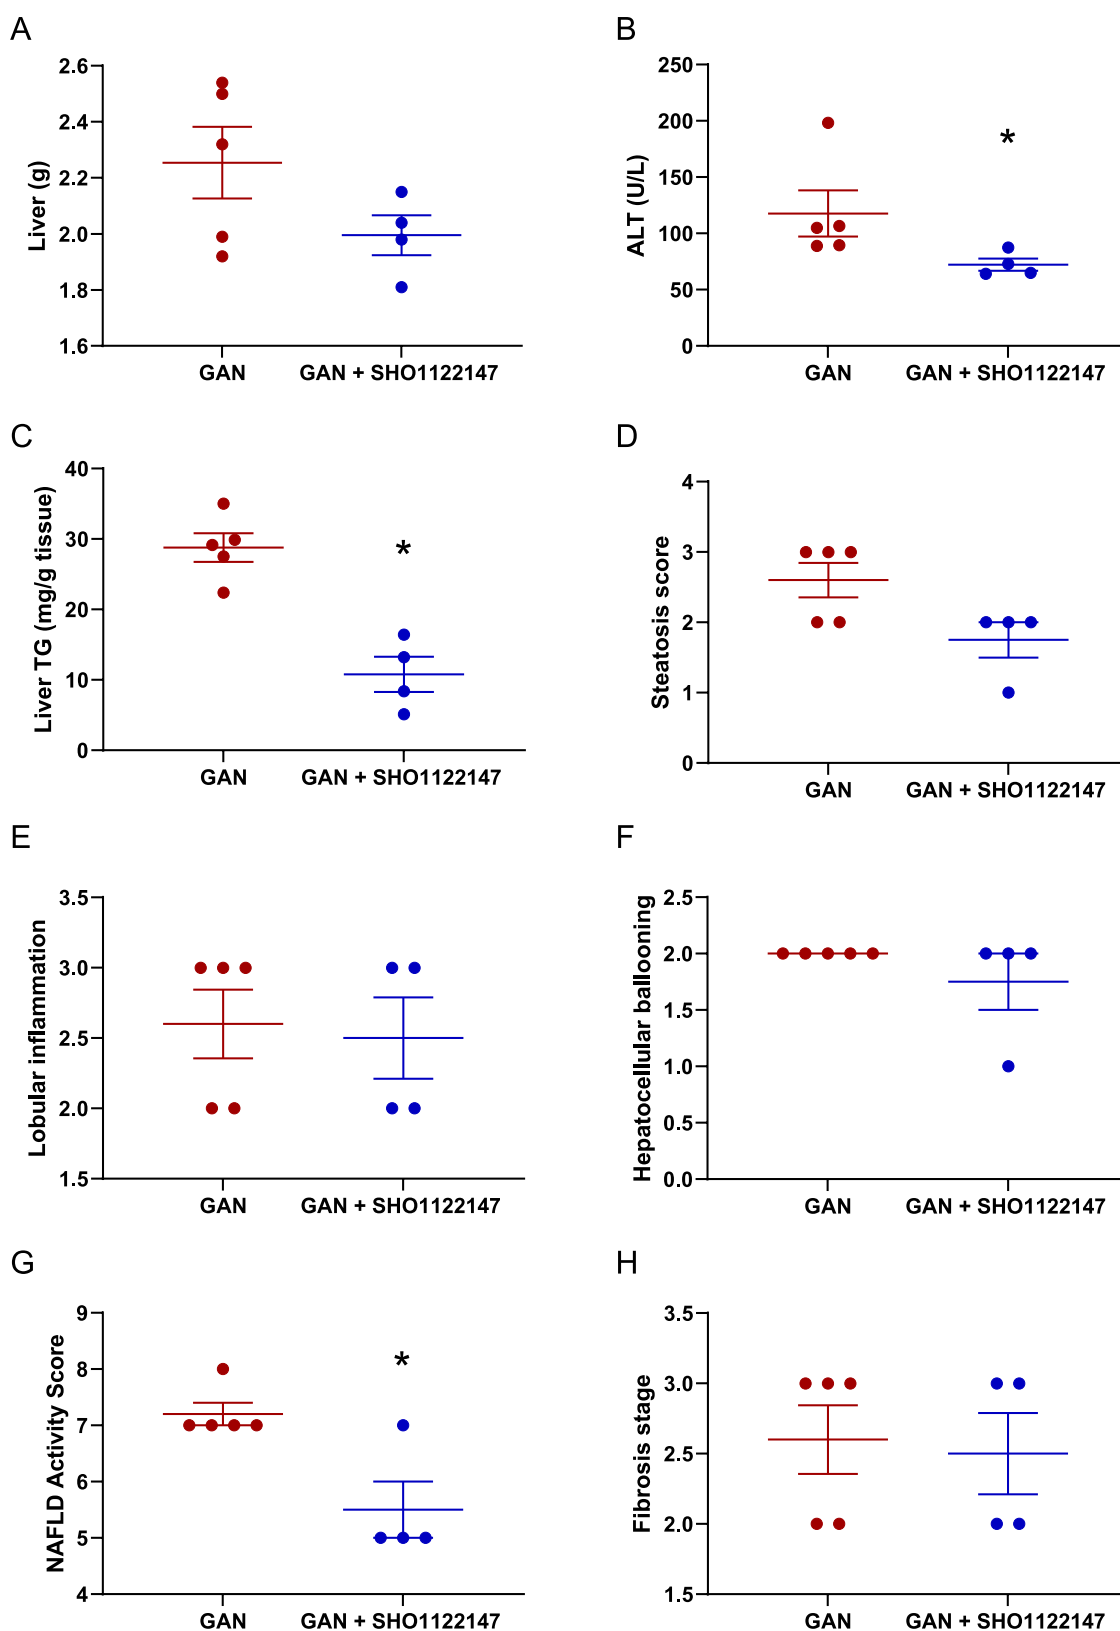 A
Liver (g)
2.6
2.4
2.2
2.0
1.8
1.6
GAN
GAN + SHO1122147
B
ALT (U/L)
250
200
150
100
50
0
*
GAN
GAN + SHO1122147
C
Liver TG (mg/g tissue)
40
30
20
10
0
*
GAN
GAN + SHO1122147
D
Steatosis score
4
3
2
1
0
GAN
GAN + SHO1122147
E
Lobular inflammation
3.5
3.0
2.5
2.0
1.5
GAN
GAN + SHO1122147
F
Hepatocellular ballooning
2.5
2.0
1.5
1.0
0.5
0.0
GAN
GAN + SHO1122147
G
NAFLD Activity Score
9
8
7
6
5
4
*
GAN
GAN + SHO1122147
H
Fibrosis stage
3.5
3.0
2.5
2.0
1.5
GAN
GAN + SHO1122147